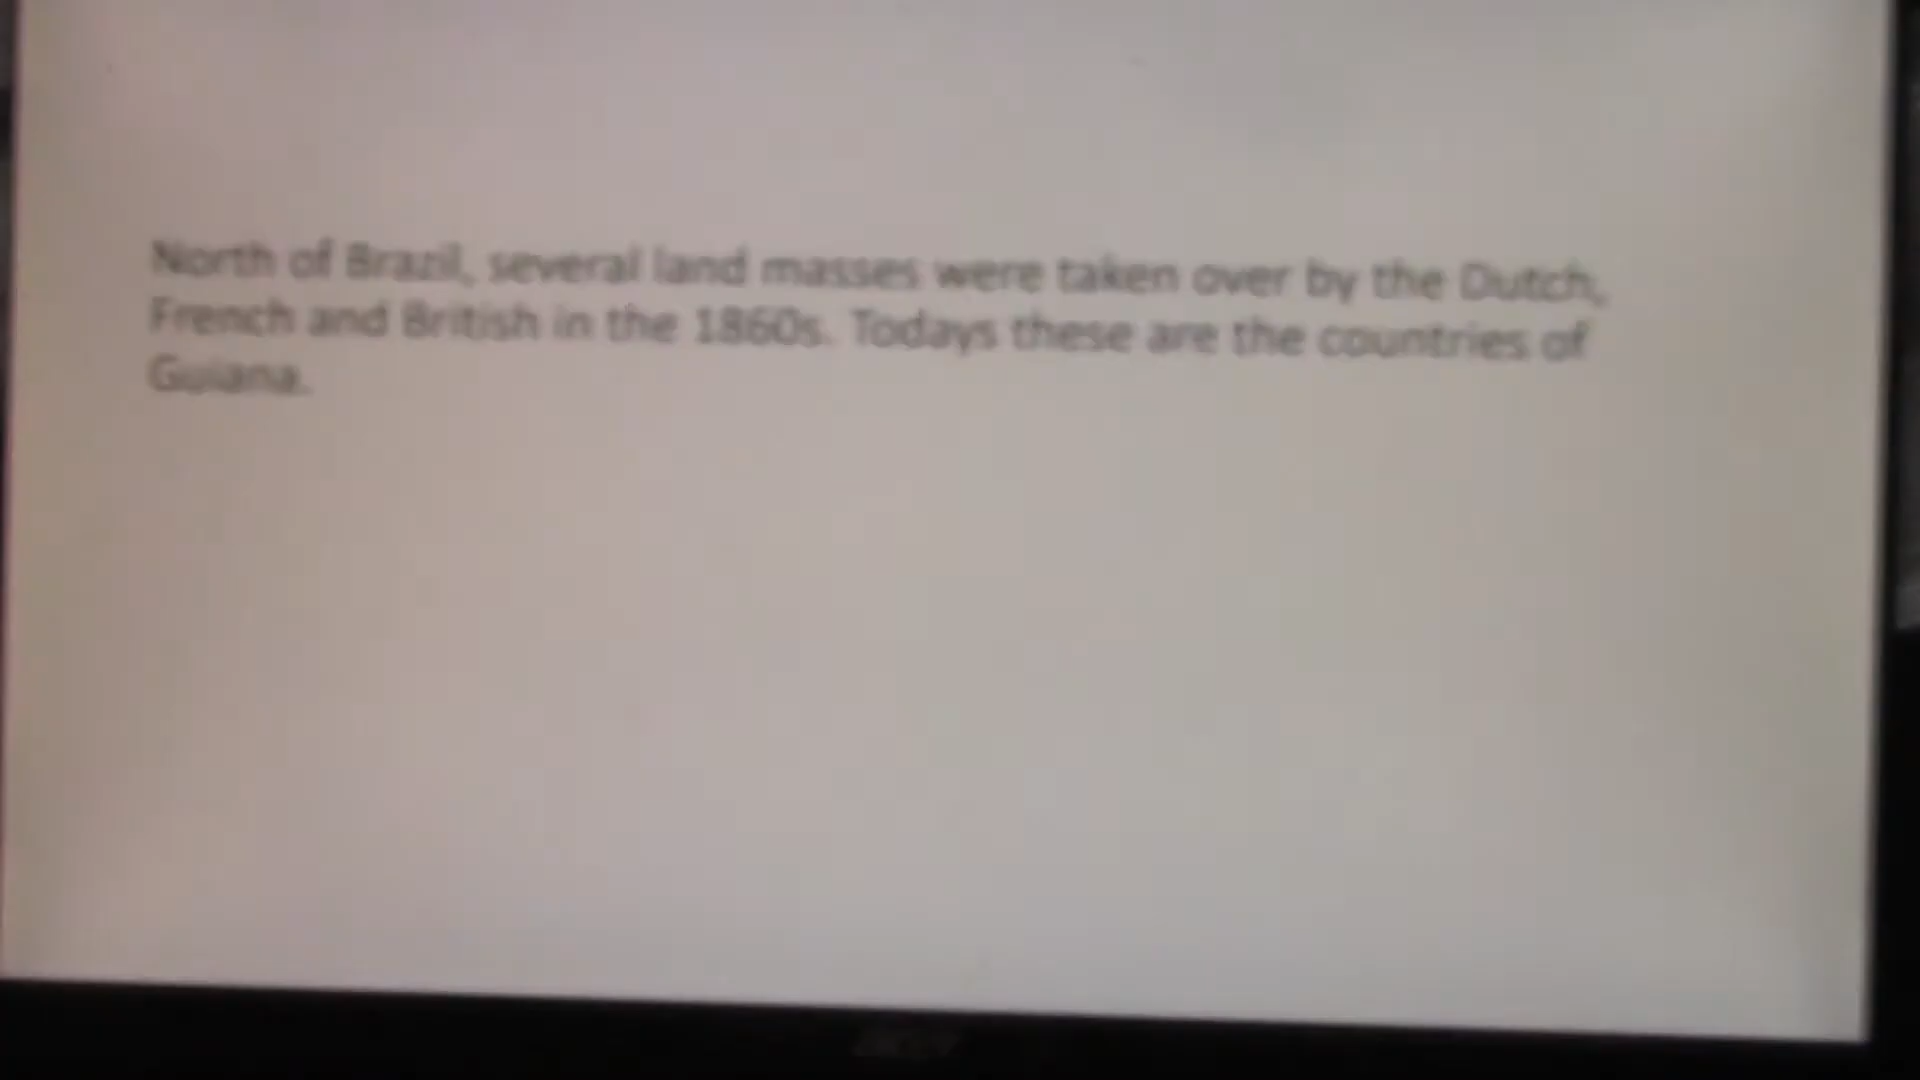 North of Brazil, several land masses were taken over by the Dutch,
French and British in the 1860s. Todays these are the countries of
Guiana.
acer